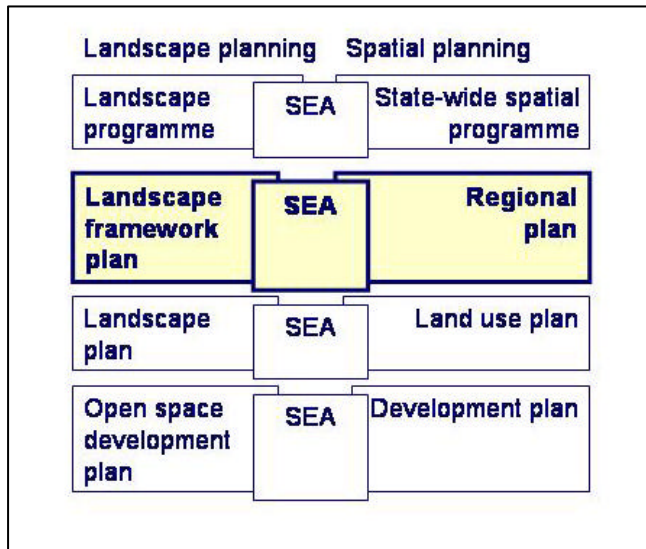 Landscape planning Spatial planning
Landscape
programme
SEA
State-wide spatial
programme
Landscape
framework
plan
SEA
Regional
plan
Landscape
plan
SEA
Land use plan
Open space
development
plan
SEA
Development plan